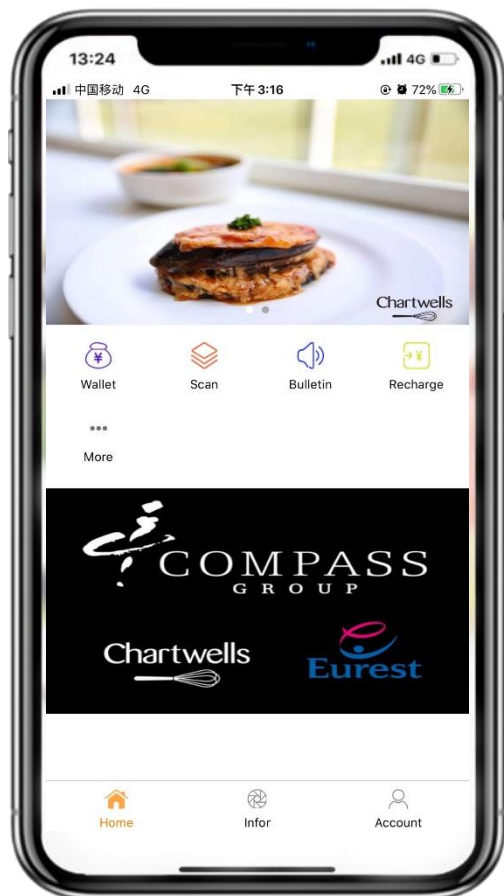 13:24 4G
中国移动 4G 下午3:16 72%
Chartwells
Wallet Scan Bulletin Recharge
More
COMPASS
GROUP
Chartwells Eurest
Home Infor Account